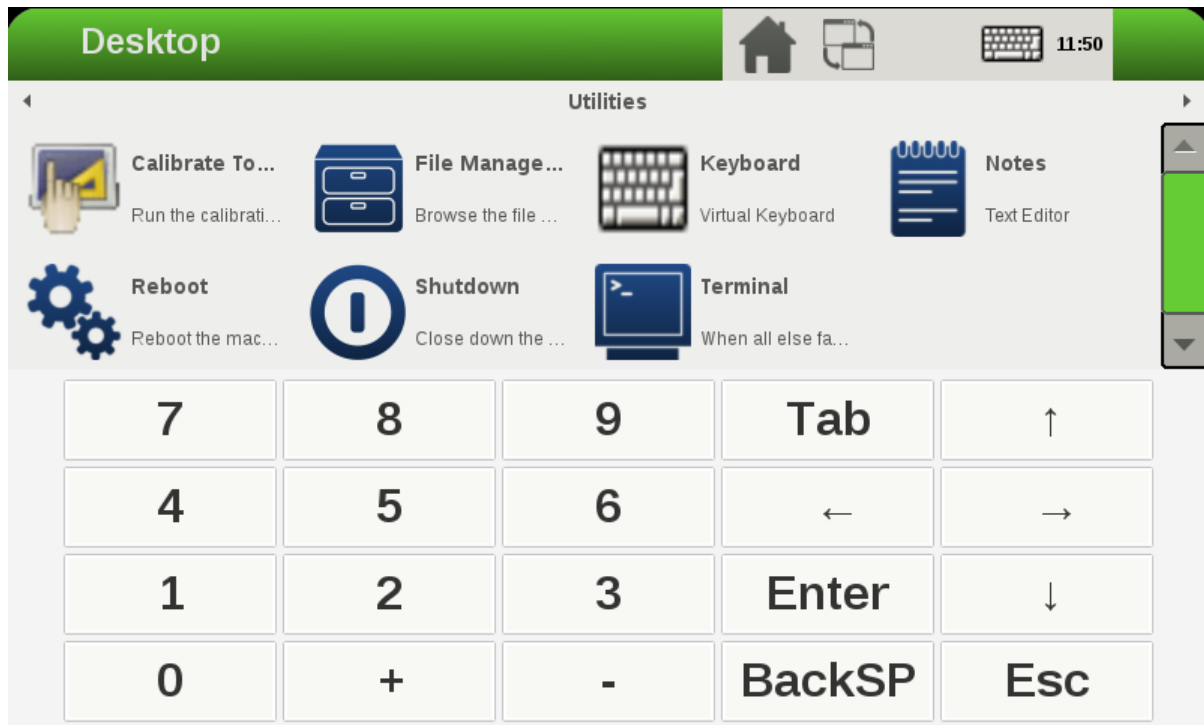 Desktop
11:50
Utilities
Calibrate To...
Run the calibrati...
File Manage...
Browse the file ...
Keyboard
Virtual Keyboard
Notes
Text Editor
Reboot
Reboot the mac...
Shutdown
Close down the ...
>_
Terminal
When all else fa...
7 8 9 Tab ↑
4 5 6 ← →
1 2 3 Enter ↓
0 + - BackSP Esc